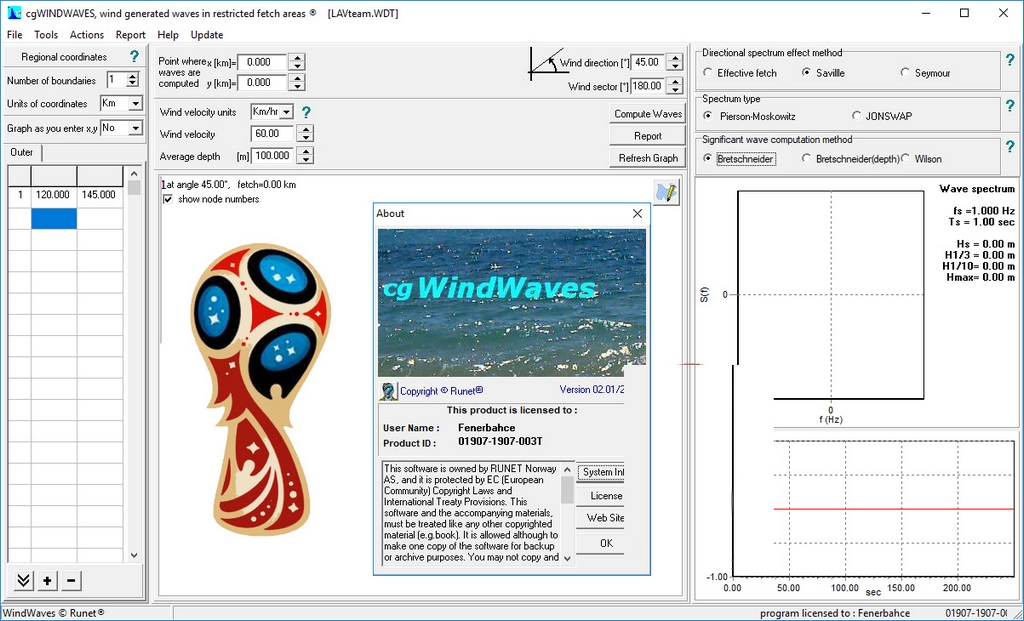 cgWINDWAVES, wind generated waves in restricted fetch areas ® [LAVteam.WDT]
File Tools Actions Report Help Update
Regional coordinates ?
Number of boundaries 1
Units of coordinates Km
Graph as you enter x,y No
Outer
1 120.000 145.000
Point where x [km]= 0.000
waves are
computed y [km]= 0.000
Wind direction [°] 45.00
Wind sector [°] 180.00
Wind velocity units Km/hr ?
Wind velocity 60.00
Average depth [m] 100.000
Compute Waves
Report
Refresh Graph
Directional spectrum effect method ?
Effective fetch Saville Seymour
Spectrum type ?
Pierson-Moskowitz JONSWAP
Significant wave computation method ?
Bretschneider Bretschneider(depth) Wilson
1at angle 45.00°, fetch=0.00 km
show node numbers
About
cg WindWaves
Copyright © Runet®
Version 02.01/2
This product is licensed to :
User Name : Fenerbahce
Product ID : 01907-1907-003T
This software is owned by RUNET Norway
AS, and it is protected by EC (European
Community) Copyright Laws and
International Treaty Provisions. This
software and the accompanying materials,
must be treated like any other copyrighted
material (e.g.book). It is allowed although to
make one copy of the software for backup
or archive purposes. You may not copy and
System Inf
License
Web Site
OK
Wave spectrum
fs =1.000 Hz
Ts = 1.00 sec
Hs = 0.00 m
H1/3 = 0.00 m
H1/10= 0.00 m
Hmax= 0.00 m
S(f)
0
0
f (Hz)
-1.00
0.00 50.00 100.00 150.00 200.00
sec
WindWaves © Runet®
program licensed to : Fenerbahce 01907-1907-0